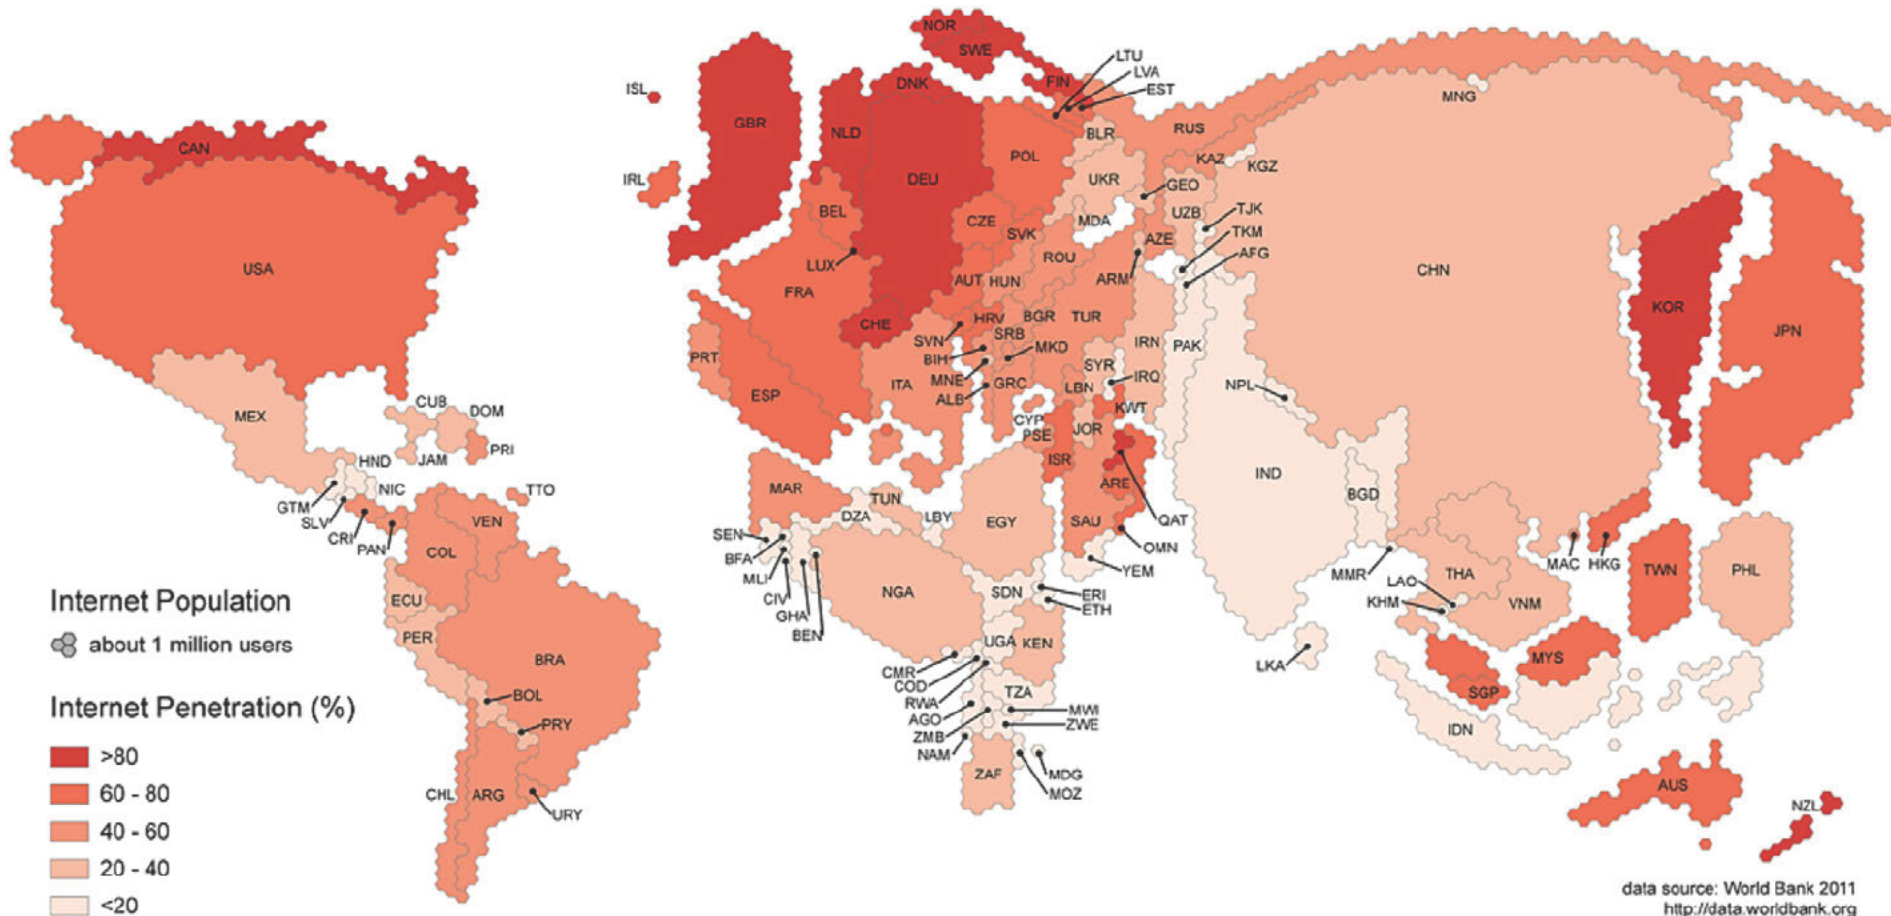 NOR
SWE
FIN
LTU
LVA
EST
ISL
GBR
NLD
DNK
CAN
MNG
RUS
BLR
POL
KAZ
KGZ
IRL
DEU
UKR
GEO
BEL
CZE
MDA
UZB
TJK
SVK
AZE
TKM
AFG
USA
LUX
ROU
ARM
CHN
FRA
AUT
HUN
KOR
JPN
CHE
HRV
BGR
TUR
SVN
SRB
IRN
PAK
PRT
BIH
MKD
SYR
ITA
MNE
GRC
LBN
IRQ
NPL
ESP
ALB
CUB
DOM
MEX
CYP
KWT
PSE
JOR
HND
JAM
PRI
ISR
IND
MAR
NIC
TTO
TUN
ARE
BGD
GTM
SLV
VEN
DZA
LBY
EGY
SAU
QAT
CRI
PAN
COL
SEN
BFA
MLI
CIV
GHA
BEN
OMN
YEM
MMR
MAC
HKG
TWN
PHL
THA
LAO
KHM
VNM
Internet Population
about 1 million users
ECU
PER
BRA
NGA
SDN
ERI
ETH
UGA
KEN
LKA
MYS
SGP
CMR
COD
RWA
TZA
AGO
MWI
ZMB
ZWE
NAM
IDN
BOL
PRY
Internet Penetration (%)
>80
60 - 80
40 - 60
20 - 40
<20
CHL
ARG
URY
ZAF
MDG
MOZ
AUS
NZL
data source: World Bank 2011
http://data.worldbank.org